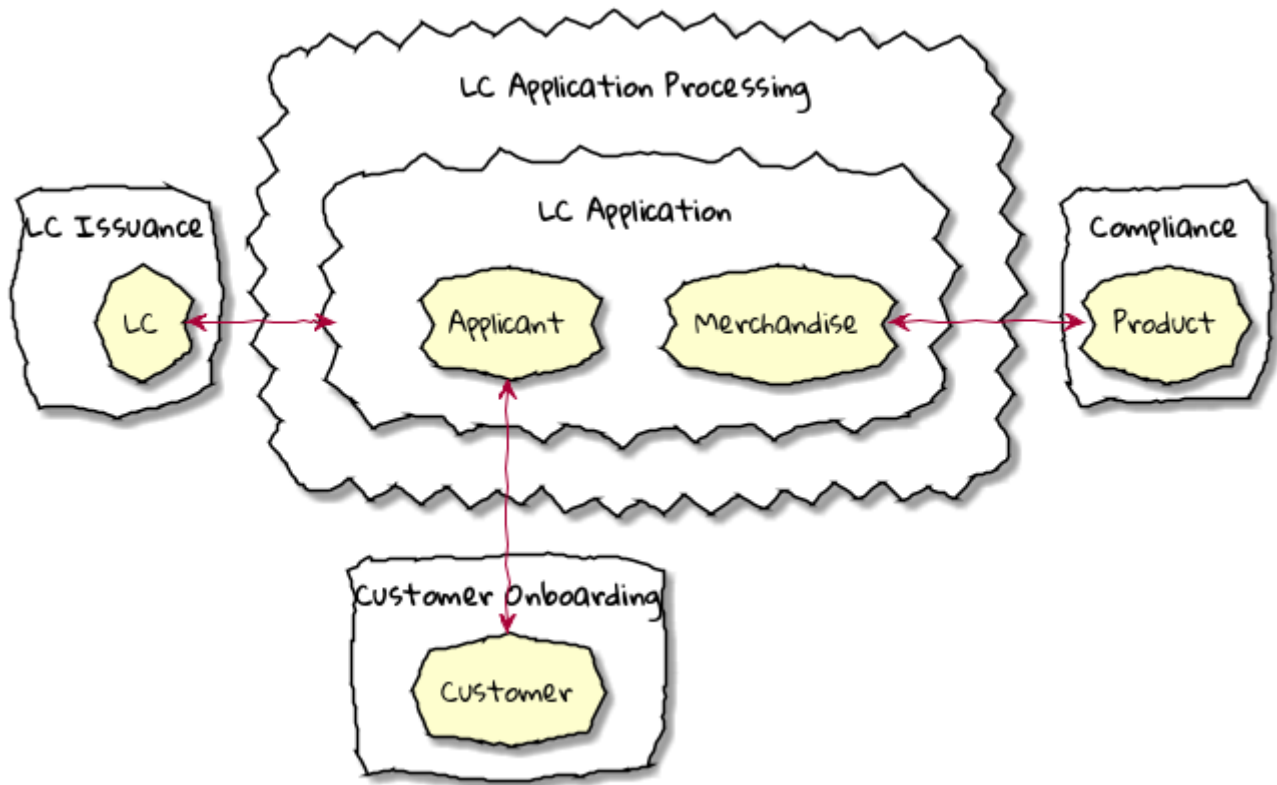 LC Application Processing
LC Application
LC Issuance
Compliance
LC
Applicant
Merchandise
Product
Customer Onboarding
Customer